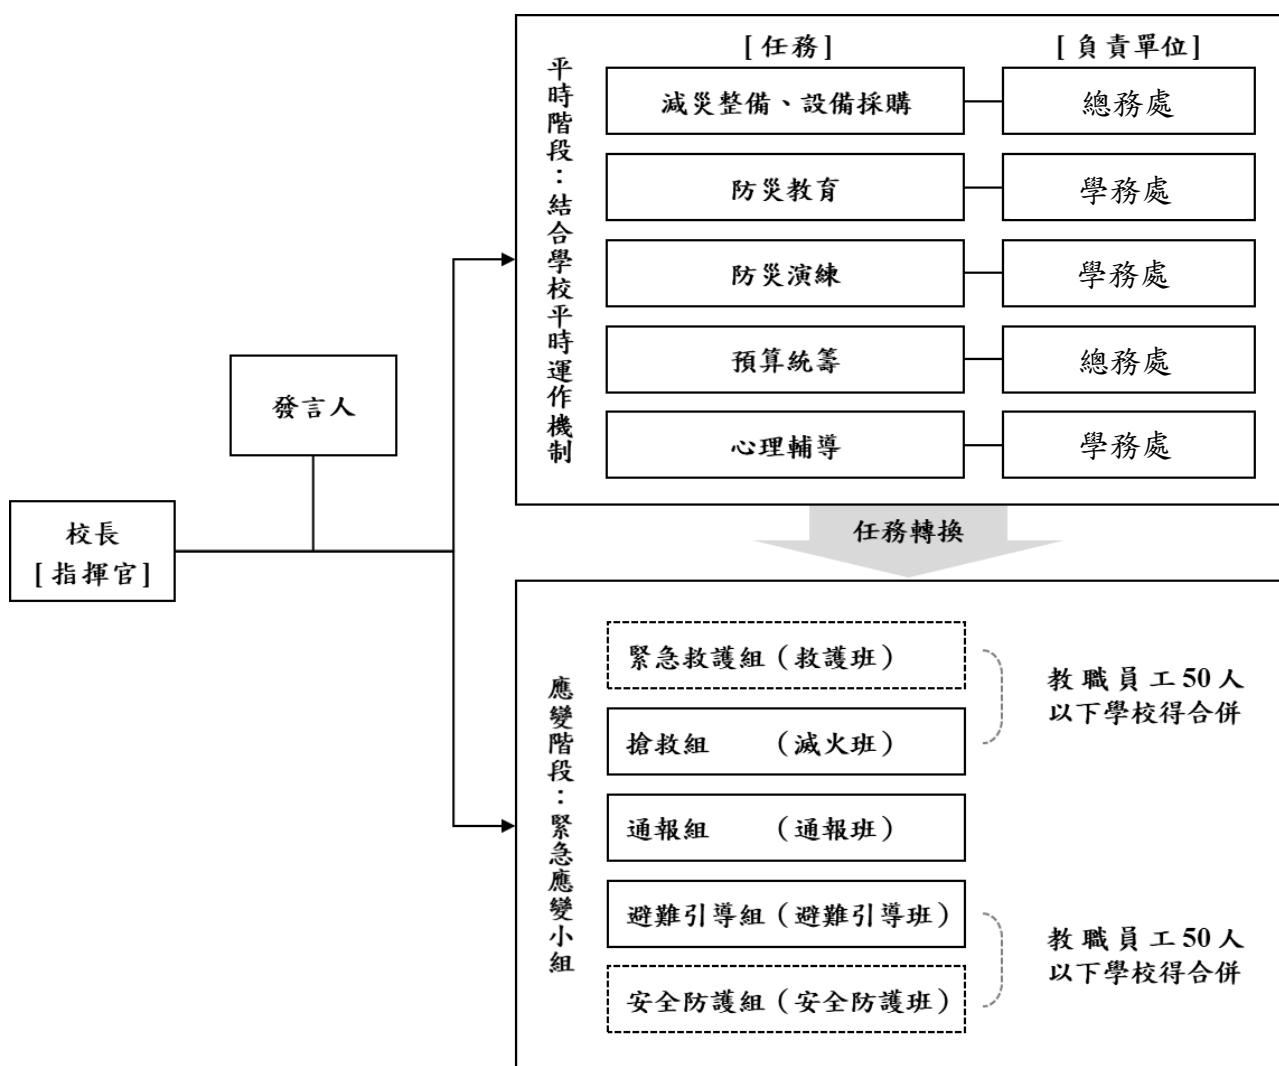 [任務]
[負責單位]
平時階段：結合學校平時運作機制
減災整備、設備採購
總務處
防災教育
學務處
防災演練
學務處
預算統籌
總務處
心理輔導
學務處
發言人
校長
[指揮官]
任務轉換
應變階段：緊急應變小組
緊急救護組（救護班）
搶救組　　（滅火班）
通報組　　（通報班）
避難引導組（避難引導班）
安全防護組（安全防護班）
教職員工50人
以下學校得合併
教職員工50人
以下學校得合併